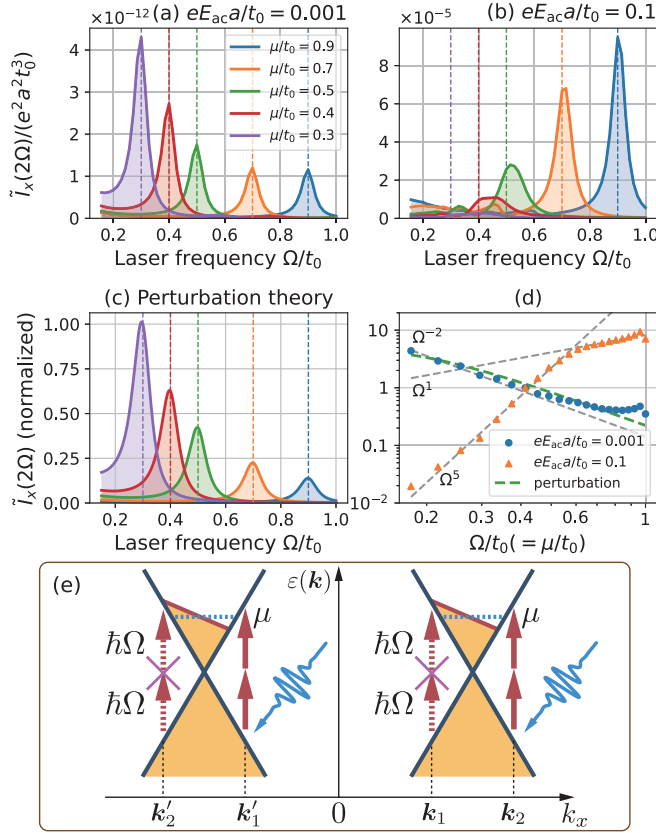 ×10⁻¹² (a) eE_ac a/t₀ = 0.001
4
3
2
1
0
0.2 0.4 0.6 0.8 1.0
Laser frequency Ω/t₀
Ĩₓ(2Ω)/(e²a²t₀³)
μ/t₀ = 0.9
μ/t₀ = 0.7
μ/t₀ = 0.5
μ/t₀ = 0.4
μ/t₀ = 0.3
×10⁻⁵ (b) eE_ac a/t₀ = 0.1
8
6
4
2
0
0.2 0.4 0.6 0.8 1.0
Laser frequency Ω/t₀
(c) Perturbation theory
1.00
0.75
0.50
0.25
0.00
0.2 0.4 0.6 0.8 1.0
Laser frequency Ω/t₀
Ĩₓ(2Ω) (normalized)
(d)
10
1
0.1
10⁻²
Ω⁻²
Ω¹
Ω⁵
eE_ac a/t₀ = 0.001
eE_ac a/t₀ = 0.1
perturbation
0.2 0.3 0.4 0.6 0.8 1
Ω/t₀(= μ/t₀)
(e)
ε(k)
μ
μ
ħΩ
ħΩ
ħΩ
ħΩ
k′₂ k′₁ 0 k₁ k₂ kₓ